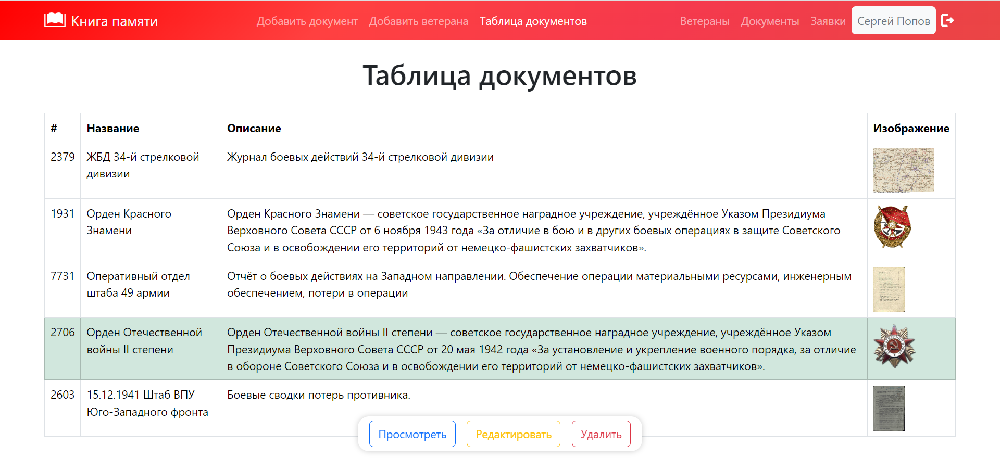 Книга памяти
Добавить документ
Добавить ветерана
Таблица документов
Ветераны
Документы
Заявки
Сергей Попов
Таблица документов
#
Название
Описание
Изображение
2379
ЖБД 34-й стрелковой
дивизии
Журнал боевых действий 34-й стрелковой дивизии
1931
Орден Красного
Знамени
Орден Красного Знамени — советское государственное наградное учреждение, учреждённое Указом Президиума
Верховного Совета СССР от 6 ноября 1943 года «За отличие в бою и в других боевых операциях в защите Советского
Союза и в освобождении его территорий от немецко-фашистских захватчиков».
7731
Оперативный отдел
штаба 49 армии
Отчёт о боевых действиях на Западном направлении. Обеспечение операции материальными ресурсами, инженерным
обеспечением, потери в операции
2706
Орден Отечественной
войны II степени
Орден Отечественной войны II степени — советское государственное наградное учреждение, учреждённое Указом
Президиума Верховного Совета СССР от 20 мая 1942 года «За установление и укрепление военного порядка, за отличие
в обороне Советского Союза и в освобождении его территорий от немецко-фашистских захватчиков».
2603
15.12.1941 Штаб ВПУ
Юго-Западного фронта
Боевые сводки потерь противника.
Просмотреть
Редактировать
Удалить